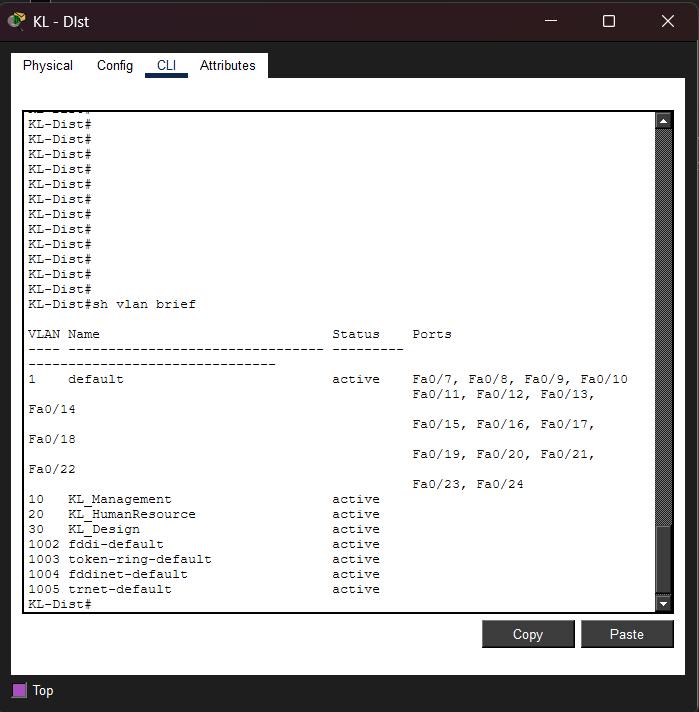 KL - DIst
Physical Config CLI Attributes
KL-Dist#
KL-Dist#
KL-Dist#
KL-Dist#
KL-Dist#
KL-Dist#
KL-Dist#
KL-Dist#
KL-Dist#
KL-Dist#
KL-Dist#
KL-Dist#
KL-Dist#sh vlan brief
VLAN Name                             Status    Ports
---- -------------------------------- ---------
-------------------------------
1    default                          active    Fa0/7, Fa0/8, Fa0/9, Fa0/10
                                                Fa0/11, Fa0/12, Fa0/13,
Fa0/14
                                                Fa0/15, Fa0/16, Fa0/17,
Fa0/18
                                                Fa0/19, Fa0/20, Fa0/21,
Fa0/22
                                                Fa0/23, Fa0/24
10   KL_Management                    active
20   KL_HumanResource                 active
30   KL_Design                        active
1002 fddi-default                     active
1003 token-ring-default               active
1004 fddinet-default                  active
1005 trnet-default                    active
KL-Dist#
Copy Paste
Top